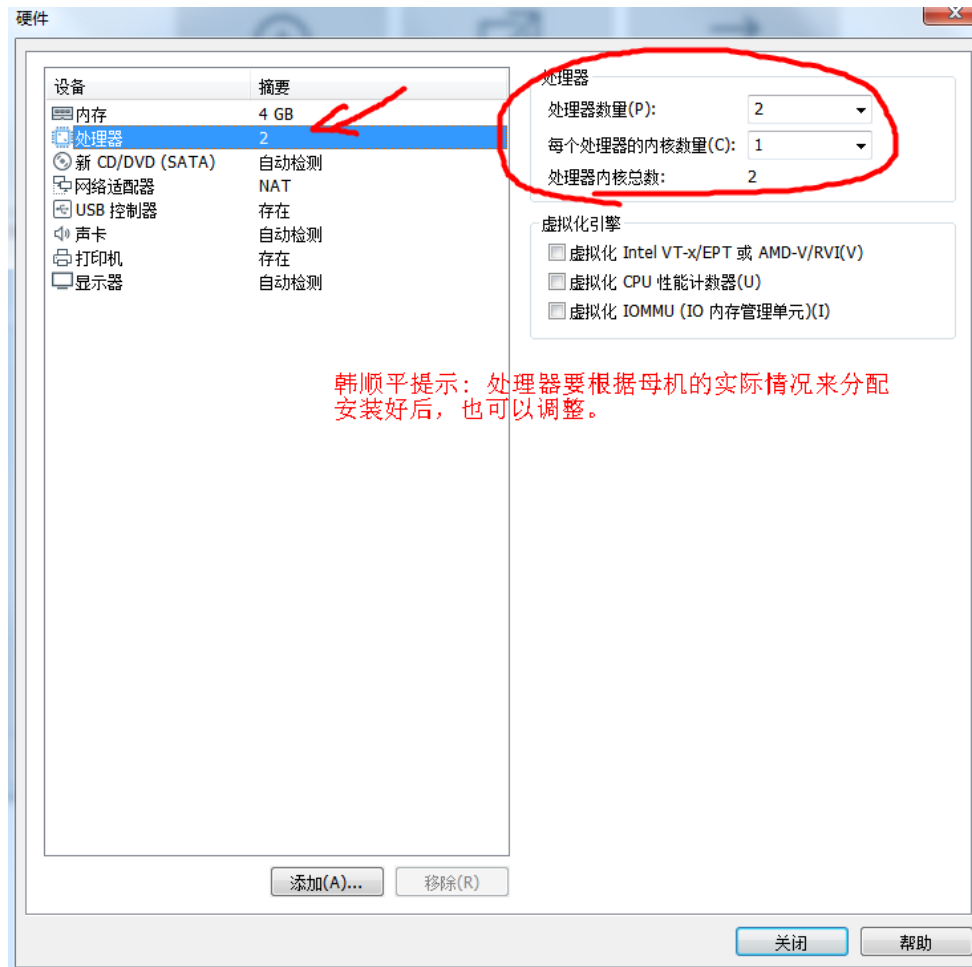 硬件
设备 摘要
内存 4 GB
处理器 2
新 CD/DVD (SATA) 自动检测
网络适配器 NAT
USB 控制器 存在
声卡 自动检测
打印机 存在
显示器 自动检测
处理器
处理器数量(P): 2
每个处理器的内核数量(C): 1
处理器内核总数: 2
虚拟化引擎
虚拟化 Intel VT-x/EPT 或 AMD-V/RVI(V)
虚拟化 CPU 性能计数器(U)
虚拟化 IOMMU (IO 内存管理单元)(I)
韩顺平提示：处理器要根据母机的实际情况来分配
安装好后，也可以调整。
添加(A)... 移除(R)
关闭 帮助